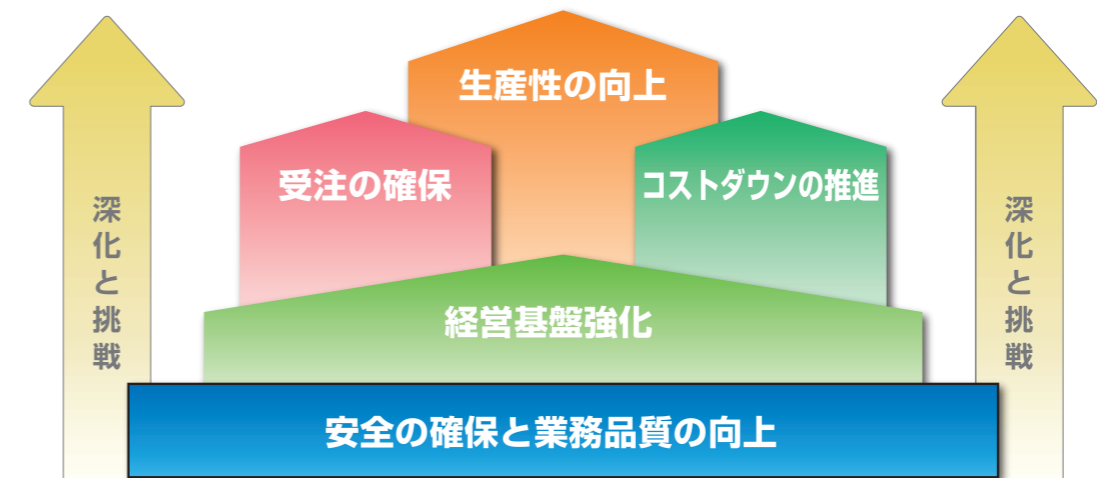 生産性の向上
受注の確保
コストダウンの推進
深化と挑戦
深化と挑戦
経営基盤強化
安全の確保と業務品質の向上